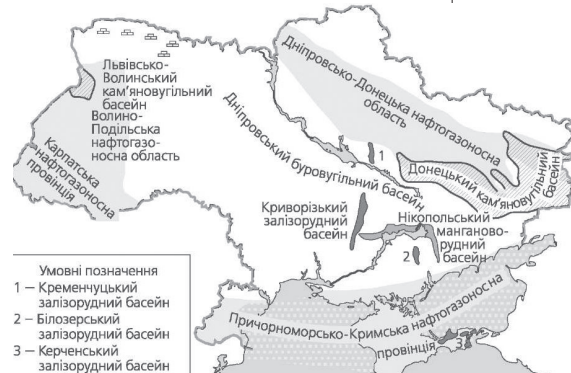 Львівсько-
Волинський
кам’яновугільний
басейн
Волино-
Подільська
нафтогазо-
носна область
Карпатська
нафтогазоносна
провінція
Дніпровсько-Донецька нафтогазоносна
область
Дніпровський буровугільний басейн
1
Донецький кам’яновугільний
басейн
Криворізький
залізорудний
басейн
Нікопольський
манганово-
рудний
басейн
2
Причорноморсько-Кримська нафтогазоносна
провінція
3
Умовні позначення
1 – Кременчуцький
залізорудний басейн
2 – Білозерський
залізорудний басейн
3 – Керченський
залізорудний басейн